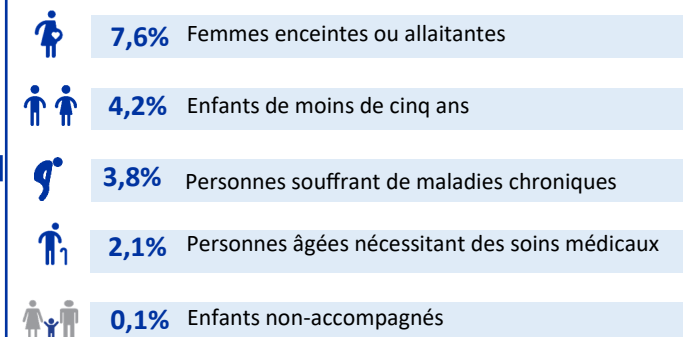 7,6% Femmes enceintes ou allaitantes
4,2% Enfants de moins de cinq ans
3,8% Personnes souffrant de maladies chroniques
2,1% Personnes âgées nécessitant des soins médicaux
0,1% Enfants non-accompagnés